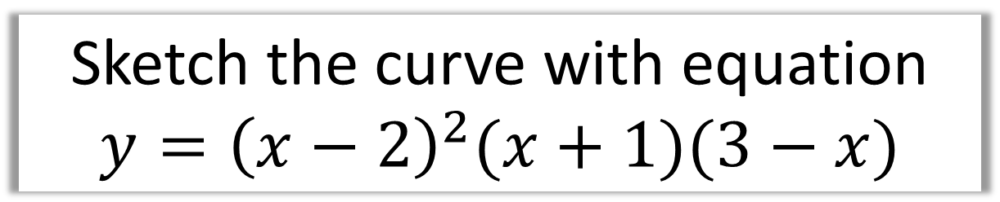 Sketch the curve with equation
𝑦 = (𝑥 − 2)²(𝑥 + 1)(3 − 𝑥)